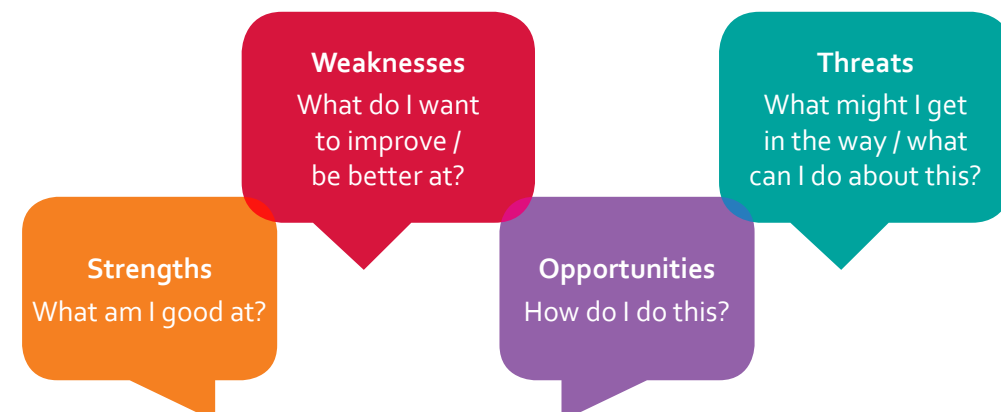 Strengths
What am I good at?
Weaknesses
What do I want
to improve /
be better at?
Opportunities
How do I do this?
Threats
What might I get
in the way / what
can I do about this?